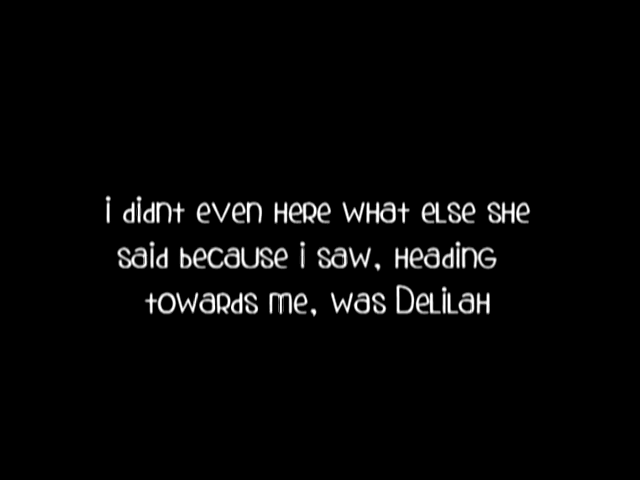 i didnt even here what else she
said because i saw, heading
towards me, was Delilah